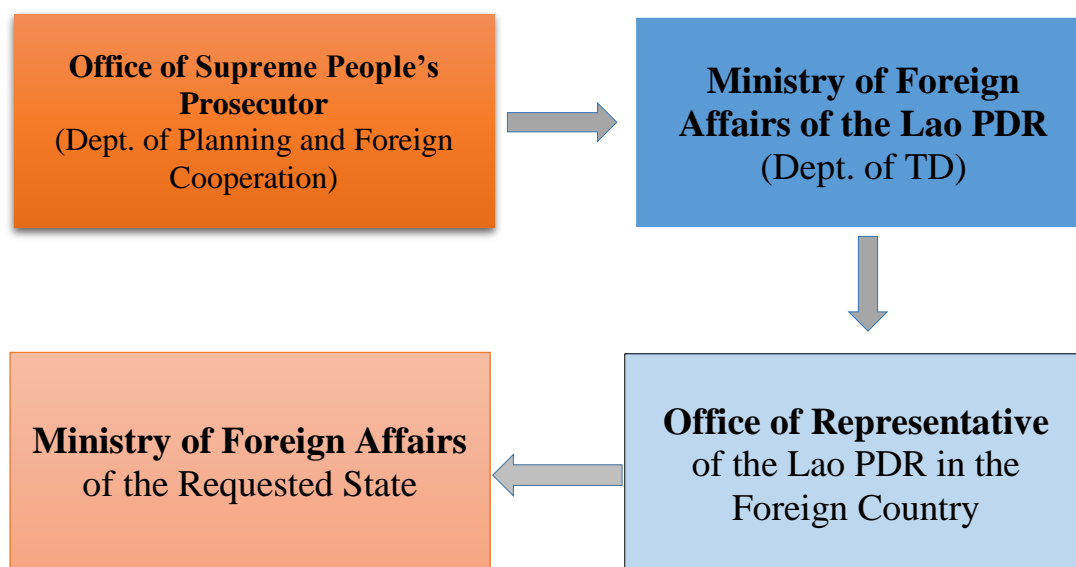 Office of Supreme People’s
Prosecutor
(Dept. of Planning and Foreign
Cooperation)
Ministry of Foreign
Affairs of the Lao PDR
(Dept. of TD)
Ministry of Foreign Affairs
of the Requested State
Office of Representative
of the Lao PDR in the
Foreign Country